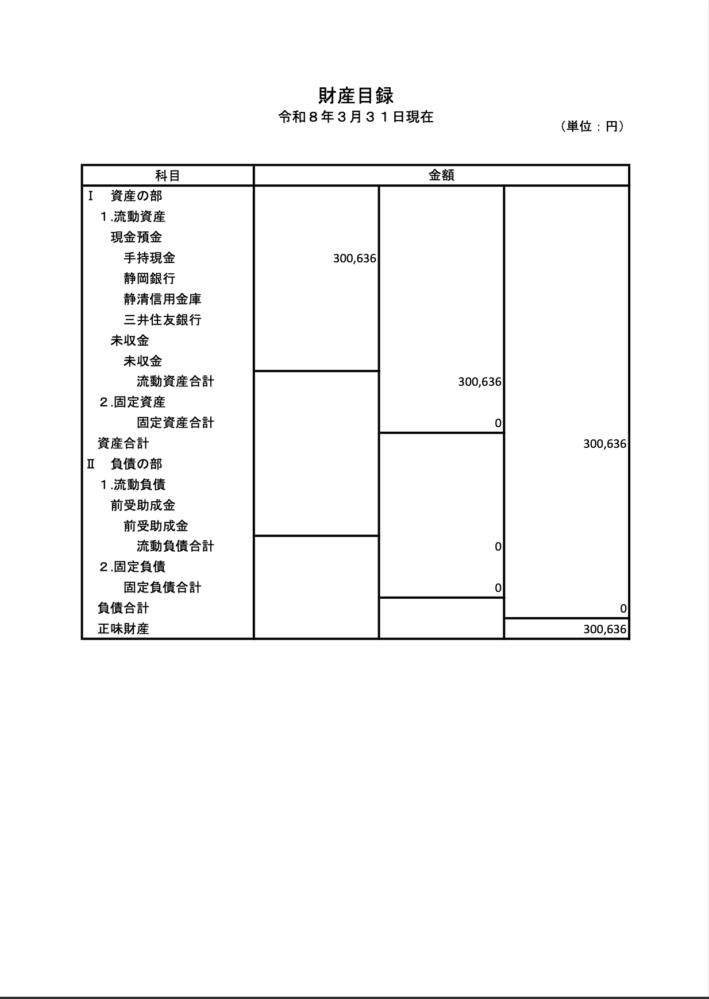 財産目録
令和８年３月３１日現在
（単位：円）
科目 金額
Ⅰ　資産の部
１.流動資産
現金預金
手持現金 300,636
静岡銀行
静清信用金庫
三井住友銀行
未収金
未収金
流動資産合計 300,636
２.固定資産
固定資産合計 0
資産合計 300,636
Ⅱ　負債の部
１.流動負債
前受助成金
前受助成金
流動負債合計 0
２.固定負債
固定負債合計 0
負債合計 0
正味財産 300,636